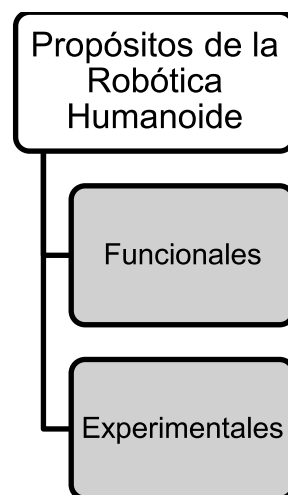 Propósitos de la
Robótica
Humanoide
Funcionales
Experimentales